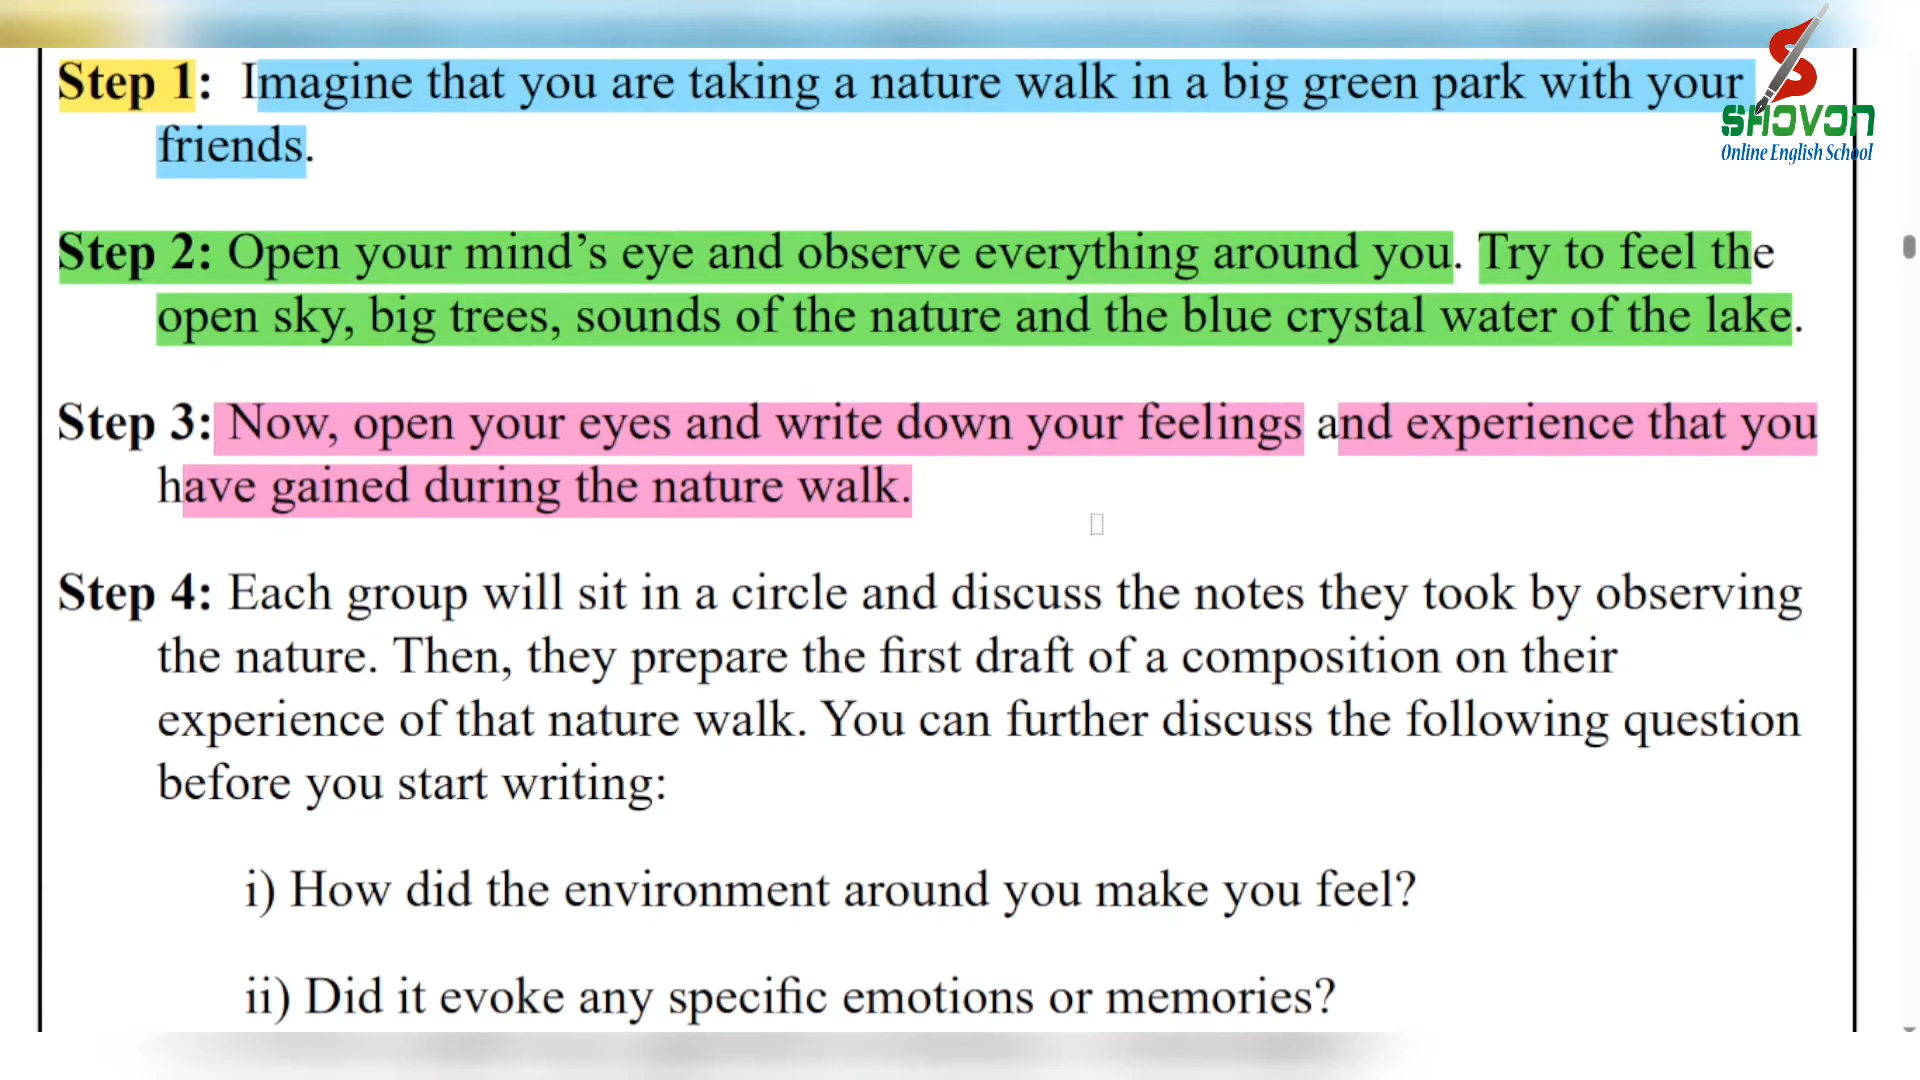 Step 1: Imagine that you are taking a nature walk in a big green park with your
friends.
SHOVON
Online English School
Step 2: Open your mind’s eye and observe everything around you. Try to feel the
open sky, big trees, sounds of the nature and the blue crystal water of the lake.
Step 3: Now, open your eyes and write down your feelings and experience that you
have gained during the nature walk.
Step 4: Each group will sit in a circle and discuss the notes they took by observing
the nature. Then, they prepare the first draft of a composition on their
experience of that nature walk. You can further discuss the following question
before you start writing:
i) How did the environment around you make you feel?
ii) Did it evoke any specific emotions or memories?